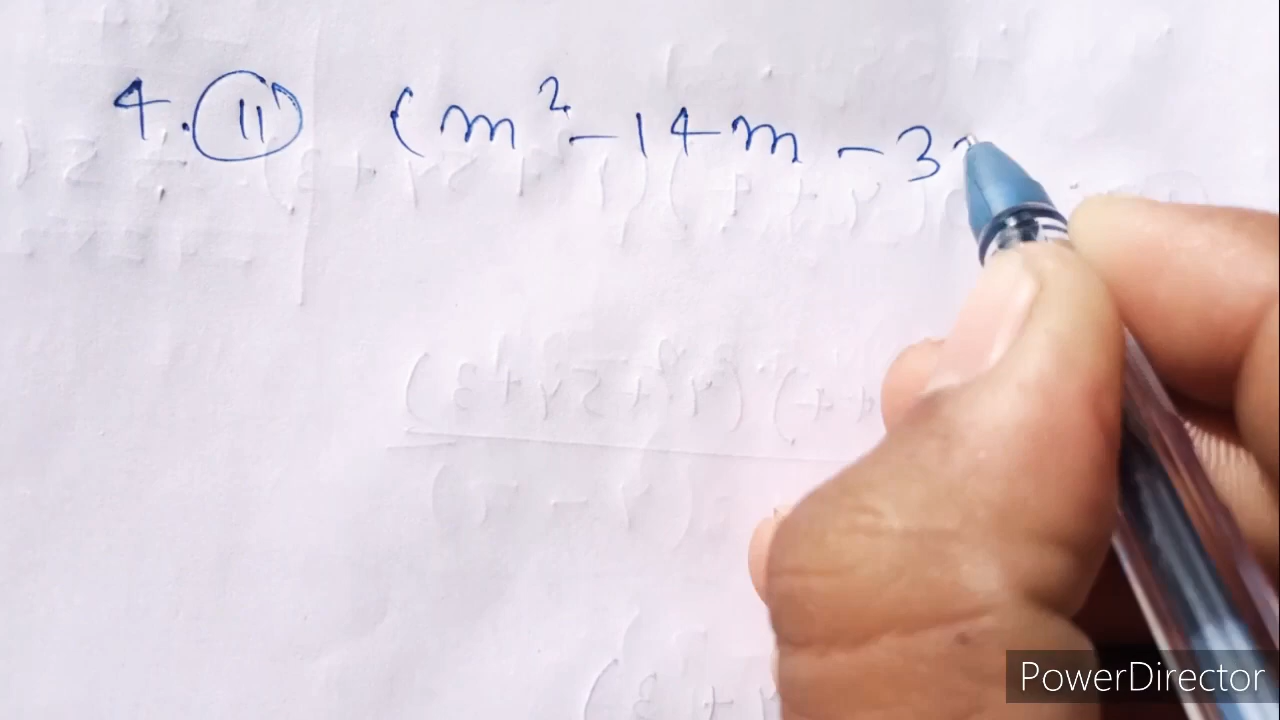 4. (ii) (m² - 14m - 3
PowerDirector